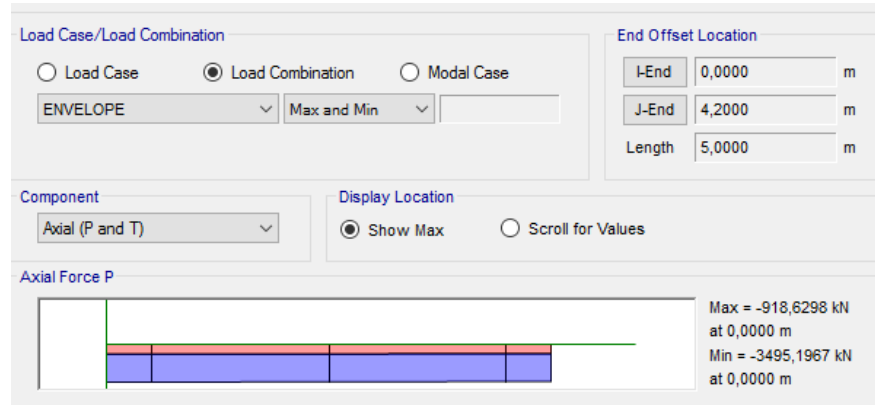 Load Case/Load Combination
Load Case
Load Combination
Modal Case
ENVELOPE
Max and Min
End Offset Location
I-End
0,0000
m
J-End
4,2000
m
Length
5,0000
m
Component
Axial (P and T)
Display Location
Show Max
Scroll for Values
Axial Force P
Max = -918,6298 kN
at 0,0000 m
Min = -3495,1967 kN
at 0,0000 m